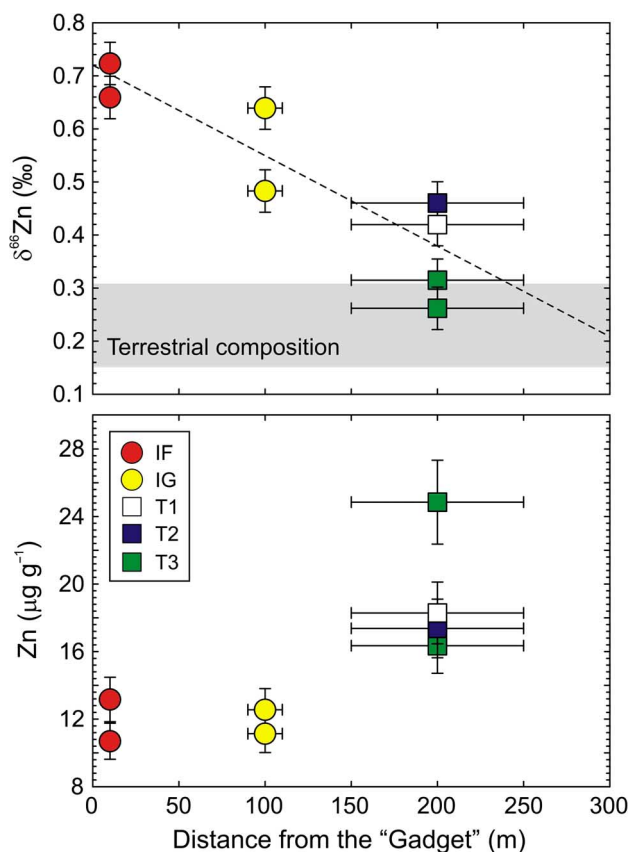 0.8
0.7
0.6
0.5
0.4
0.3
0.2
0.1
δ⁶⁶Zn (‰)
Terrestrial composition
28
24
20
16
12
8
Zn (μg g⁻¹)
IF
IG
T1
T2
T3
0 50 100 150 200 250 300
Distance from the “Gadget” (m)